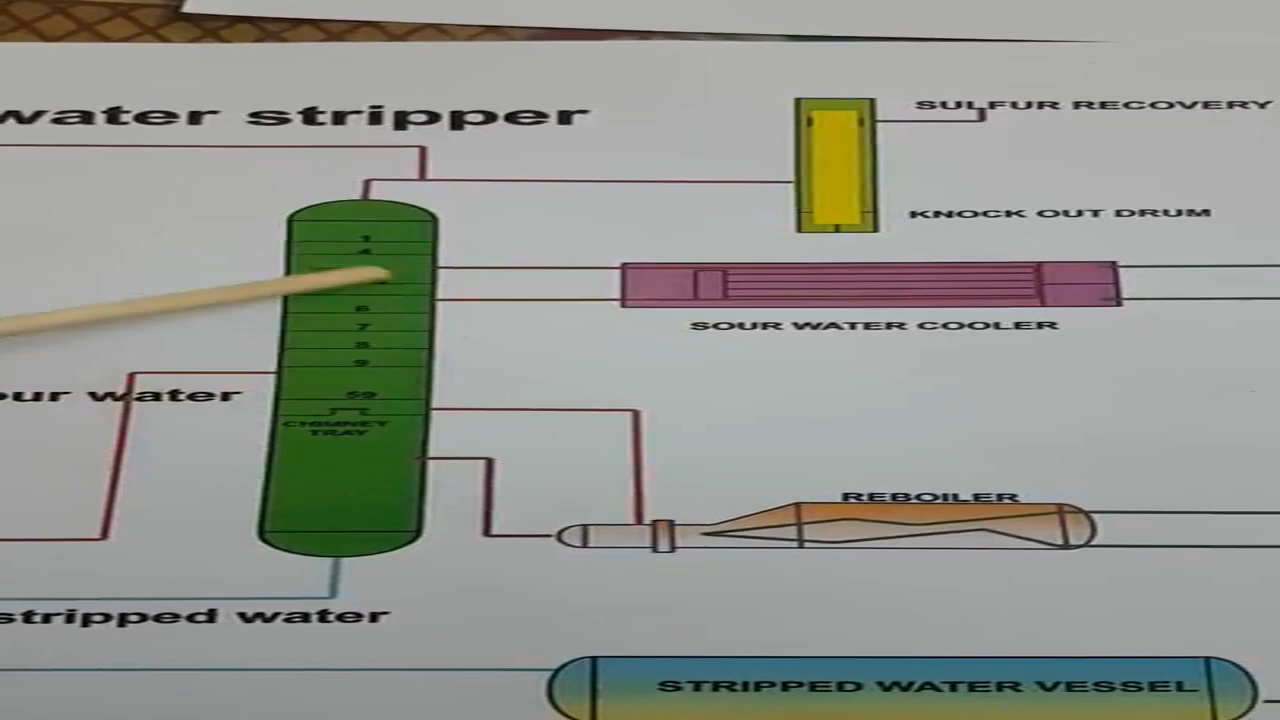 water stripper
SULFUR RECOVERY
KNOCK OUT DRUM
1
4
6
7
8
9
59
CHIMNEY
TRAY
SOUR WATER COOLER
our water
REBOILER
stripped water
STRIPPED WATER VESSEL